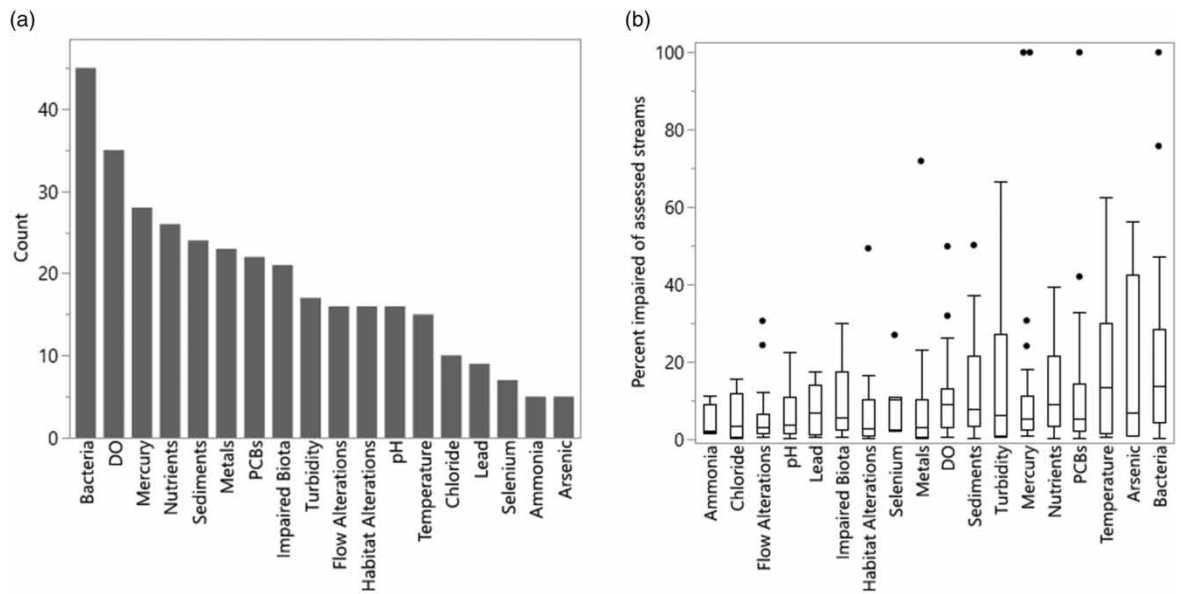 (a)
Count
40
30
20
10
0
Bacteria
DO
Mercury
Nutrients
Sediments
Metals
PCBs
Impaired Biota
Turbidity
Flow Alterations
Habitat Alterations
pH
Temperature
Chloride
Lead
Selenium
Ammonia
Arsenic
(b)
Percent impaired of assessed streams
100
80
60
40
20
0
Ammonia
Chloride
Flow Alterations
pH
Lead
Impaired Biota
Habitat Alterations
Selenium
Metals
DO
Sediments
Turbidity
Mercury
Nutrients
PCBs
Temperature
Arsenic
Bacteria